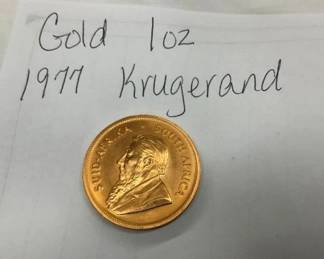 Gold 1oz
1977 Krugerand
SUID-AFRIKA · SOUTH AFRICA